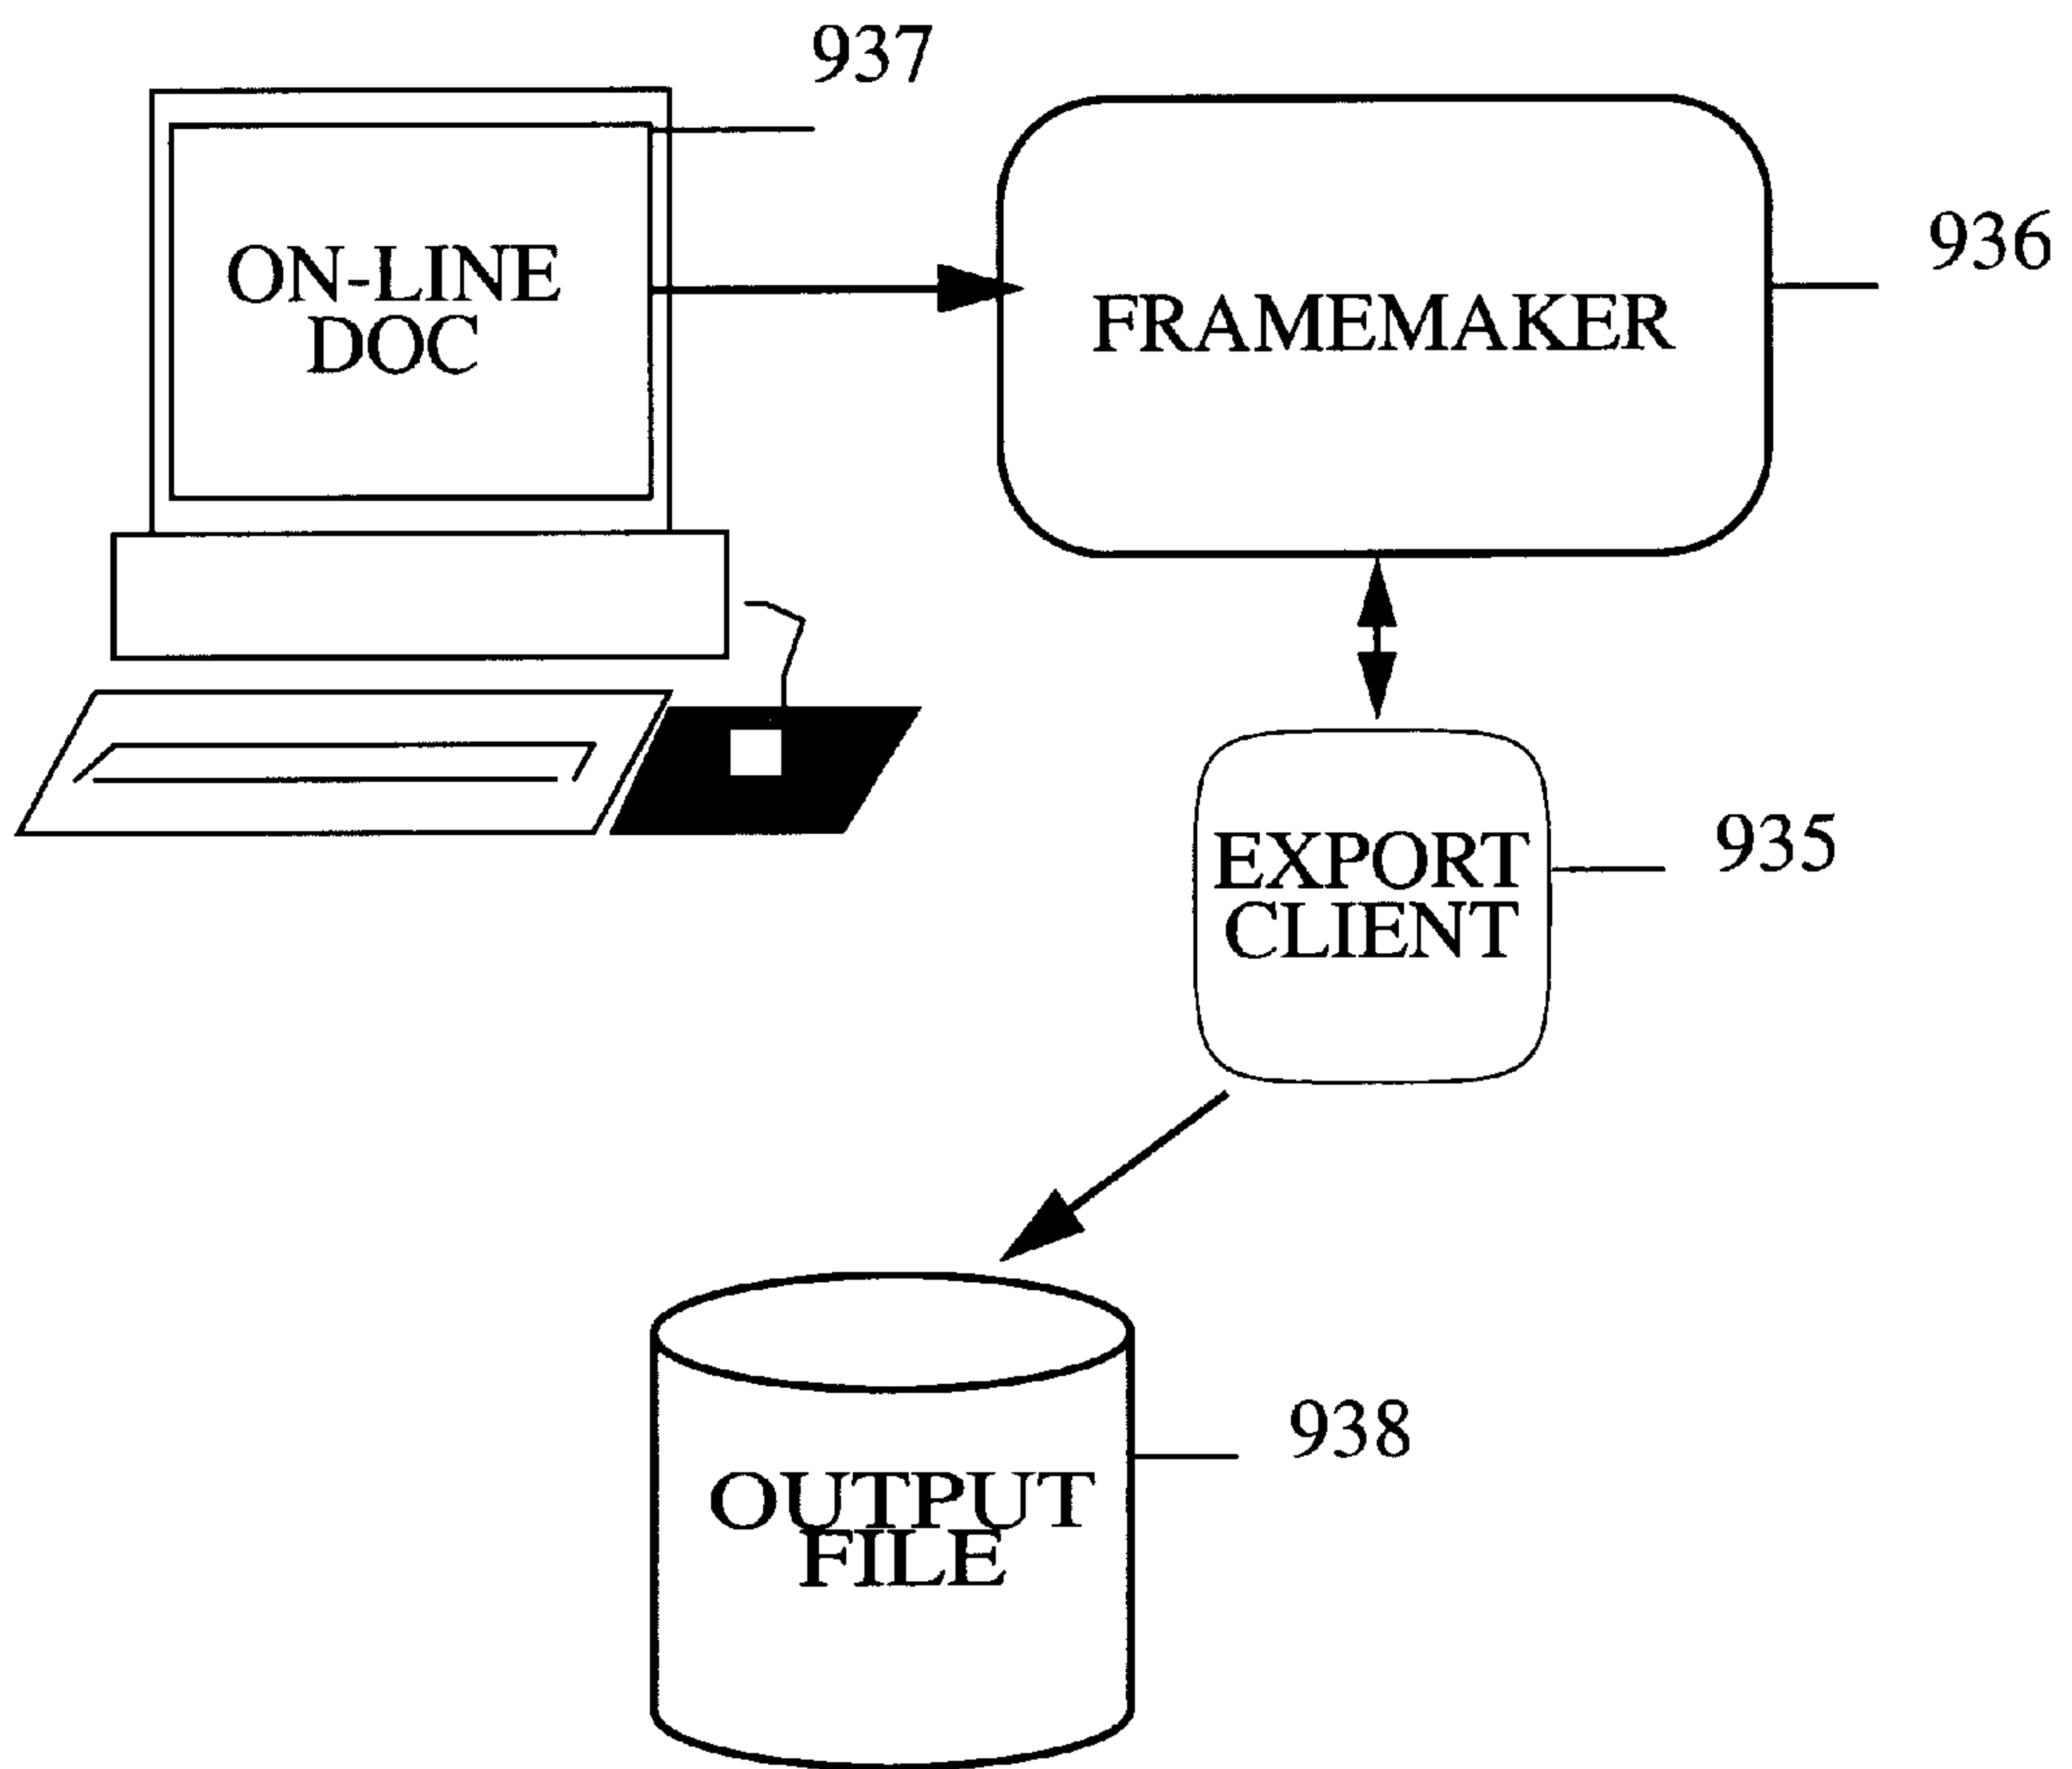 937
ON-LINE
DOC
936
FRAMEMAKER
EXPORT
CLIENT
935
938
OUTPUT
FILE